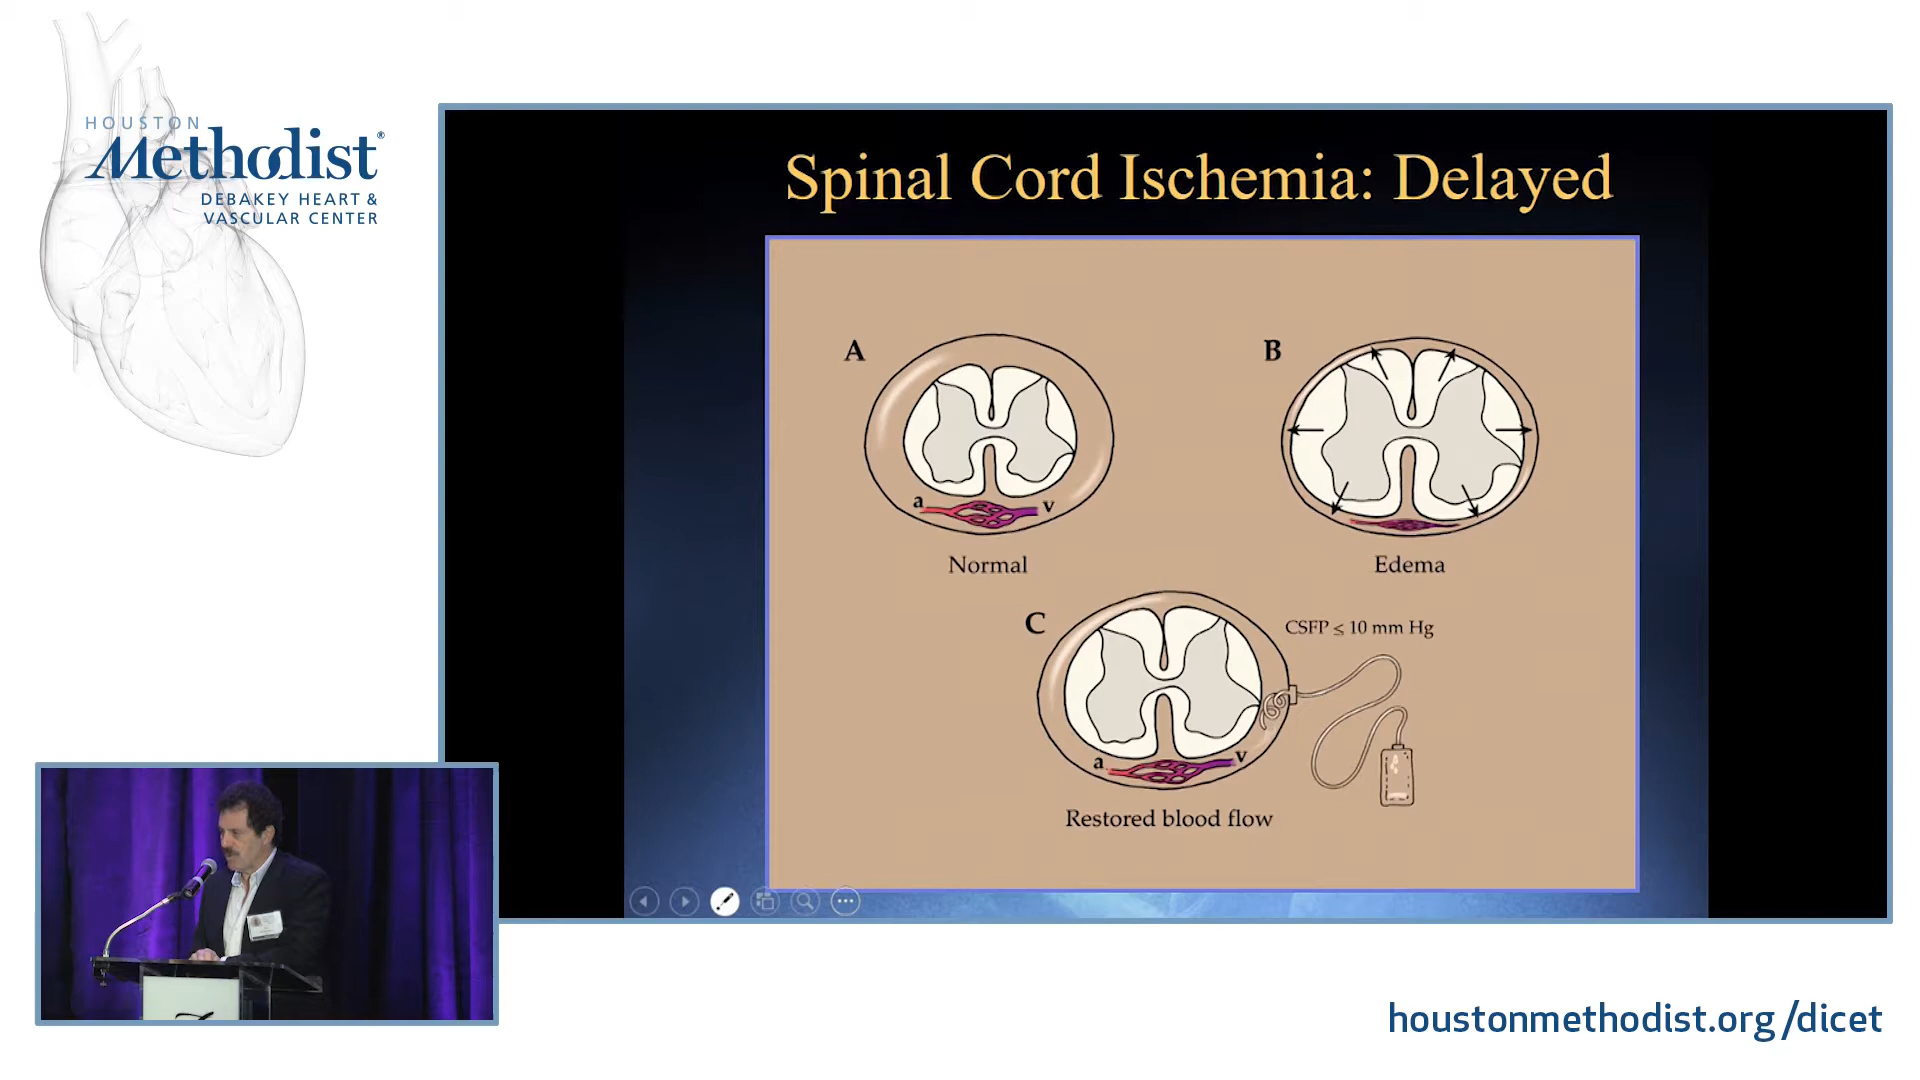 HOUSTON
Methodist®
DEBAKEY HEART &
VASCULAR CENTER
Spinal Cord Ischemia: Delayed
A
a
v
Normal
B
Edema
C
CSFP ≤ 10 mm Hg
a
v
Restored blood flow
houstonmethodist.org/dicet